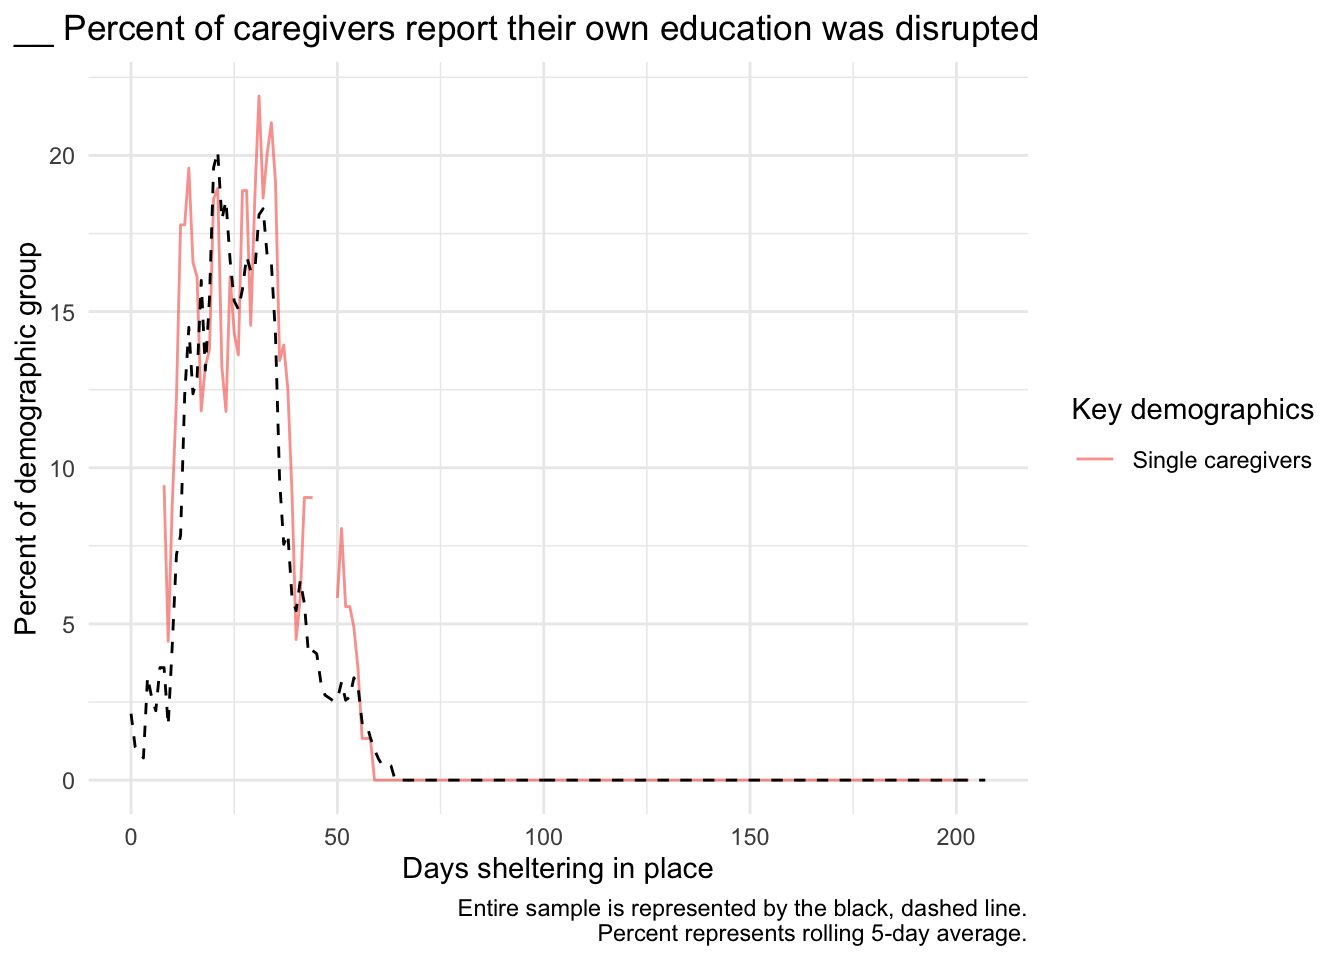 __ Percent of caregivers report their own education was disrupted
Percent of demographic group
20
15
10
5
0
0 50 100 150 200
Days sheltering in place
Key demographics
Single caregivers
Entire sample is represented by the black, dashed line.
Percent represents rolling 5-day average.